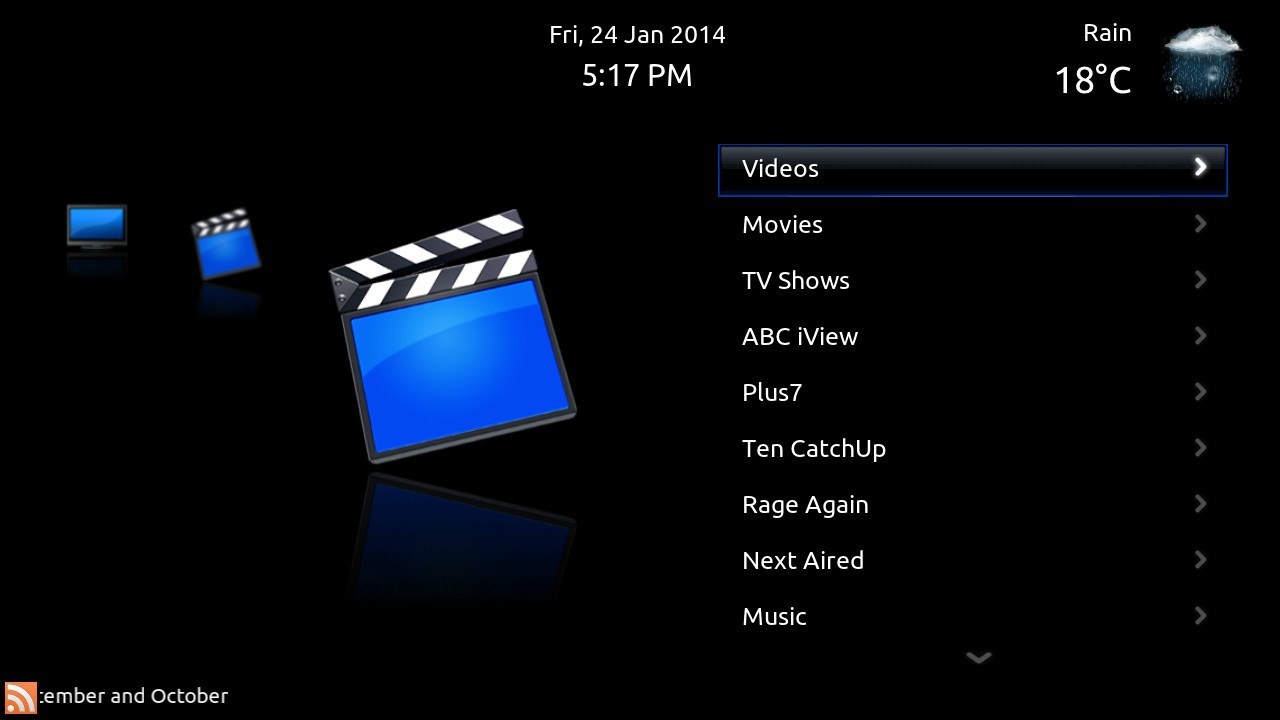 Fri, 24 Jan 2014
5:17 PM
Rain
18°C
Videos
Movies
TV Shows
ABC iView
Plus7
Ten CatchUp
Rage Again
Next Aired
Music
tember and October